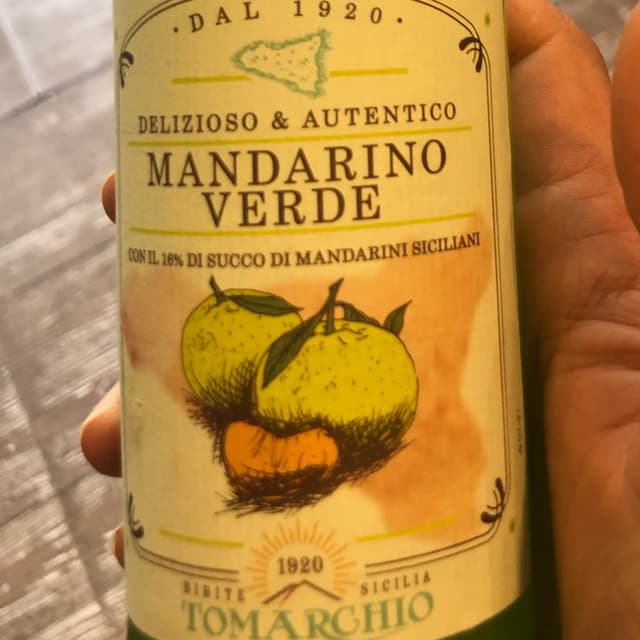 · DAL 1920 ·
DELIZIOSO & AUTENTICO
MANDARINO
VERDE
CON IL 16% DI SUCCO DI MANDARINI SICILIANI
1920
BIBITE SICILIA
TOMARCHIO